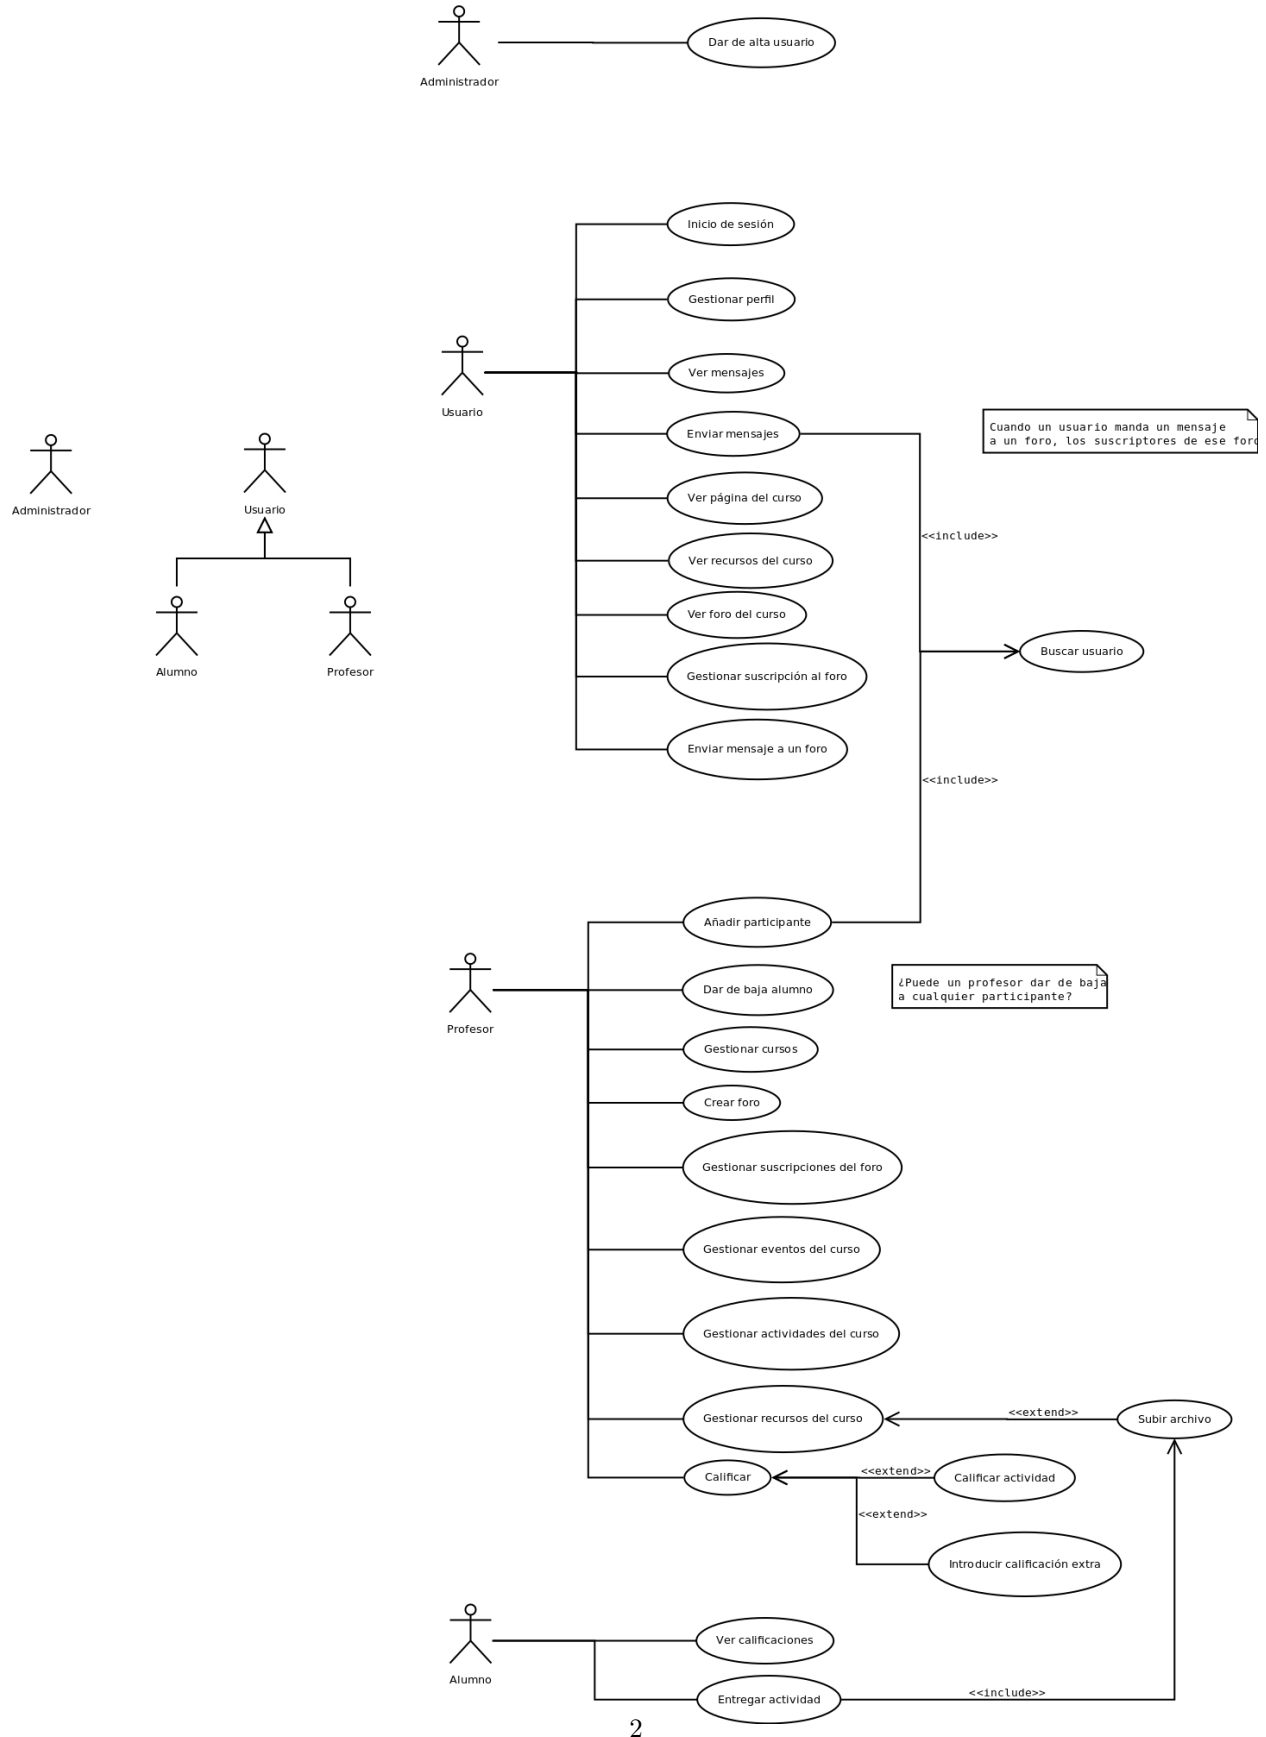 Dar de alta usuario
Administrador
Inicio de sesión
Gestionar perfil
Ver mensajes
Usuario
Enviar mensajes
Cuando un usuario manda un mensaje
a un foro, los suscriptores de ese foro
Ver página del curso
Administrador
Usuario
<<include>>
Ver recursos del curso
Ver foro del curso
Buscar usuario
Alumno
Profesor
Gestionar suscripción al foro
Enviar mensaje a un foro
<<include>>
Añadir participante
Dar de baja alumno
¿Puede un profesor dar de baja
a cualquier participante?
Profesor
Gestionar cursos
Crear foro
Gestionar suscripciones del foro
Gestionar eventos del curso
Gestionar actividades del curso
Gestionar recursos del curso
<<extend>>
Subir archivo
Calificar
<<extend>>
Calificar actividad
<<extend>>
Introducir calificación extra
Ver calificaciones
Alumno
Entregar actividad
<<include>>
2